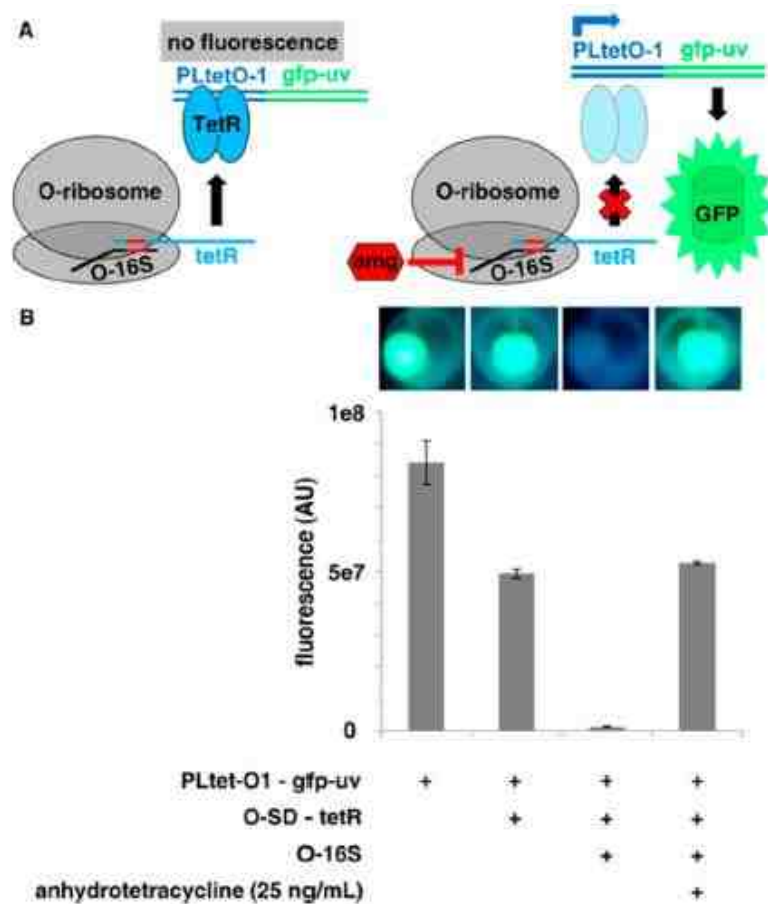 A
no fluorescence
PLtetO-1 gfp-uv
TetR
O-ribosome
tetR
O-16S
PLtetO-1 gfp-uv
O-ribosome
GFP
drug
tetR
O-16S
B
1e8
5e7
0
fluorescence (AU)
PLtet-O1 - gfp-uv + + + +
O-SD - tetR + + +
O-16S + +
anhydrotetracycline (25 ng/mL) +